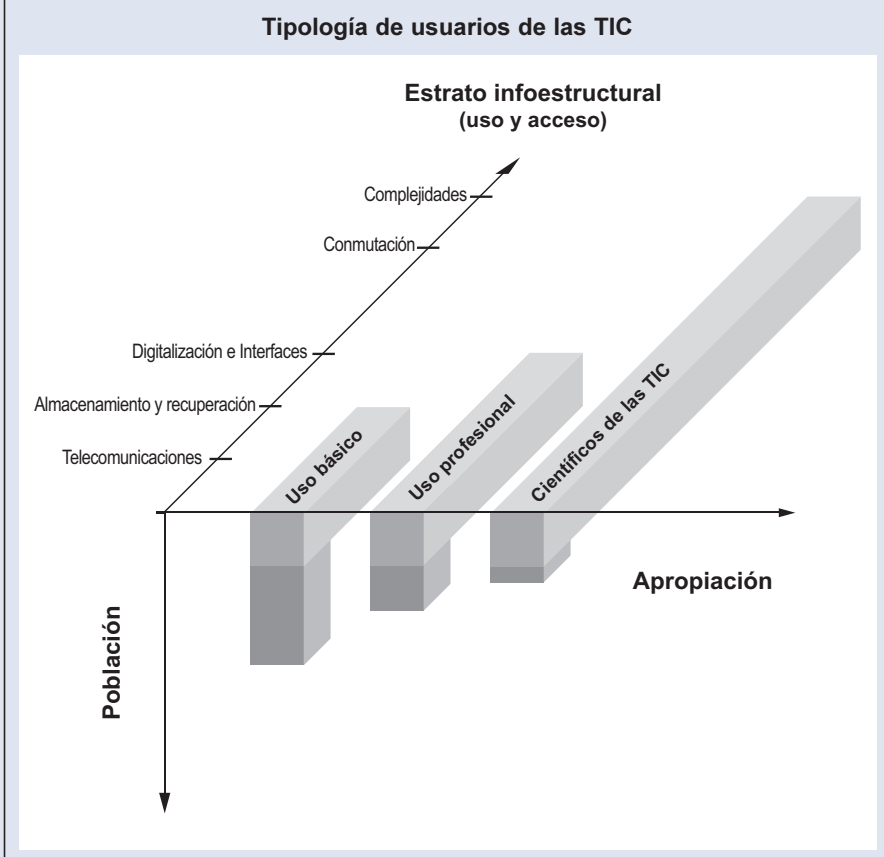 Tipología de usuarios de las TIC
Estrato infoestructural
(uso y acceso)
Complejidades
Conmutación
Digitalización e Interfaces
Almacenamiento y recuperación
Telecomunicaciones
Uso básico
Uso profesional
Científicos de las TIC
Apropiación
Población